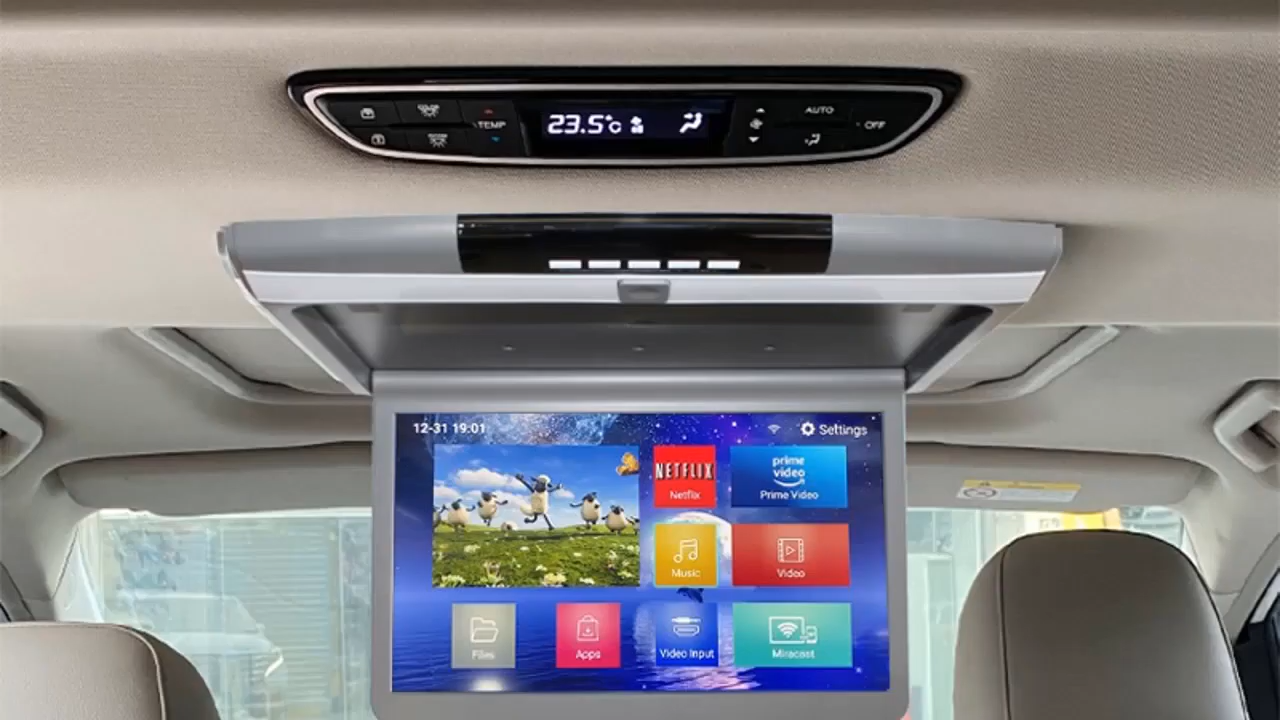 TEMP
23.5°c
AUTO
OFF
12-31 19:01
Settings
NETFLIX
Netflix
prime video
Prime Video
Music
Video
Files
Apps
Video Input
Miracast